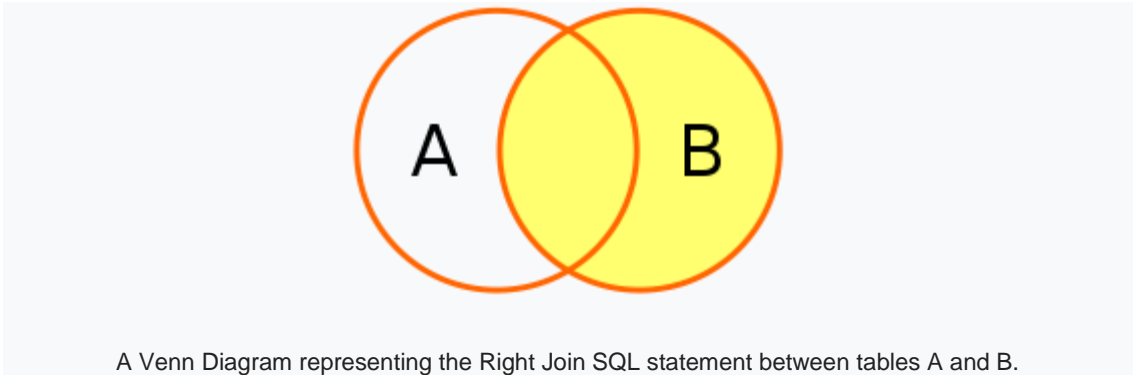 A B
A Venn Diagram representing the Right Join SQL statement between tables A and B.